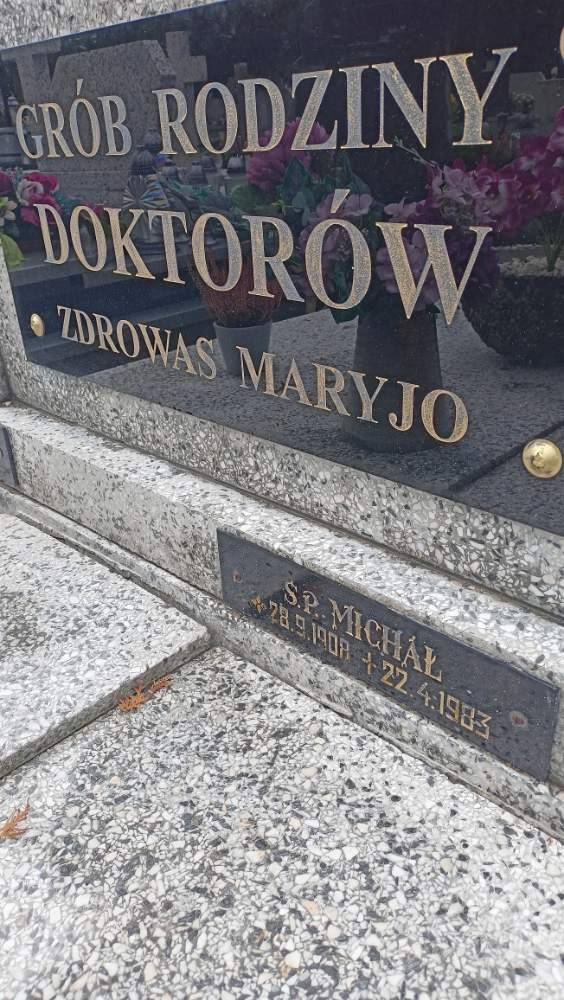 GRÓB RODZINY
DOKTORÓW
ZDROWAS MARYJO
Ś.P. MICHAŁ
28.9.1908 ✝ 22.4.1983